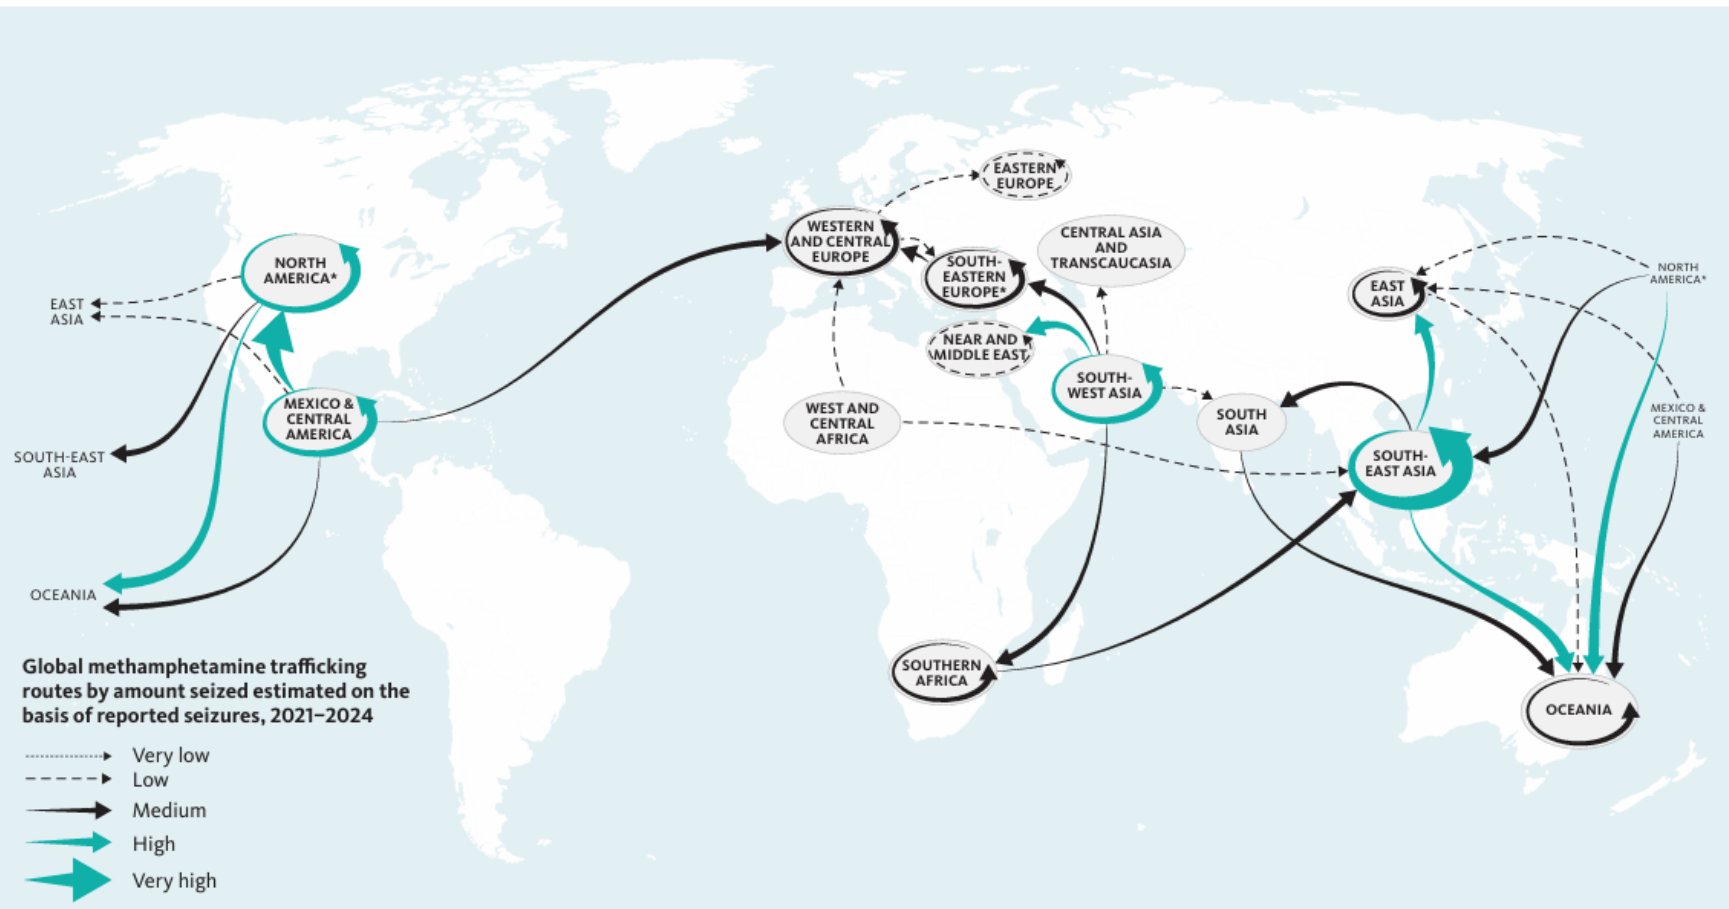 EASTERN
EUROPE
WESTERN
AND CENTRAL
EUROPE
CENTRAL ASIA
AND
TRANSCAUCASIA
NORTH
AMERICA*
SOUTH-
EASTERN
EUROPE*
NORTH
AMERICA*
EAST
ASIA
EAST
ASIA
NEAR AND
MIDDLE EAST
SOUTH-
WEST ASIA
MEXICO &
CENTRAL
AMERICA
WEST AND
CENTRAL
AFRICA
SOUTH
ASIA
MEXICO &
CENTRAL
AMERICA
SOUTH-EAST
ASIA
SOUTH-
EAST ASIA
OCEANIA
SOUTHERN
AFRICA
OCEANIA
Global methamphetamine trafficking
routes by amount seized estimated on the
basis of reported seizures, 2021–2024
Very low
Low
Medium
High
Very high